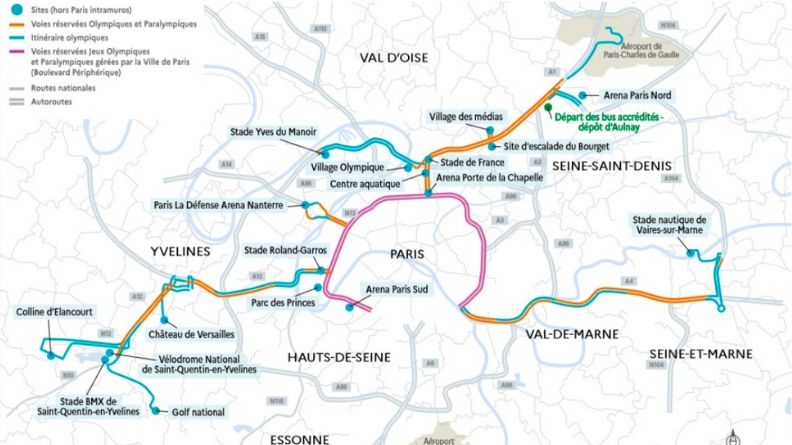 Sites (hors Paris intramuros)
Voies réservées Olympiques et Paralympiques
Itinéraire olympiques
Voies réservées Jeux Olympiques
et Paralympiques gérées par la Ville de Paris
(Boulevard Périphérique)
Routes nationales
Autoroutes
A15
A115
VAL D'OISE
N104
Aéroport de
Paris-Charles de Gaulle
A1
Arena Paris Nord
Départ des bus accrédités -
dépôt d'Aulnay
Village des médias
Stade Yves du Manoir
Site d'escalade du Bourget
Village Olympique
Stade de France
SEINE-SAINT-DENIS
Centre aquatique
Arena Porte de la Chapelle
A3
A14
A86
A104
Paris La Défense Arena Nanterre
N13
A3
Stade nautique de
Vaires-sur-Marne
YVELINES
Stade Roland-Garros
PARIS
A86
A13
A4
Parc des Princes
Arena Paris Sud
Colline d'Elancourt
A12
Château de Versailles
N12
VAL-DE-MARNE
HAUTS-DE-SEINE
SEINE-ET-MARNE
Vélodrome National
de Saint-Quentin-en-Yvelines
N10
A6
N104
A86
A86
Stade BMX de
Saint-Quentin-en-Yvelines
N118
Golf national
ESSONNE
Aéroport